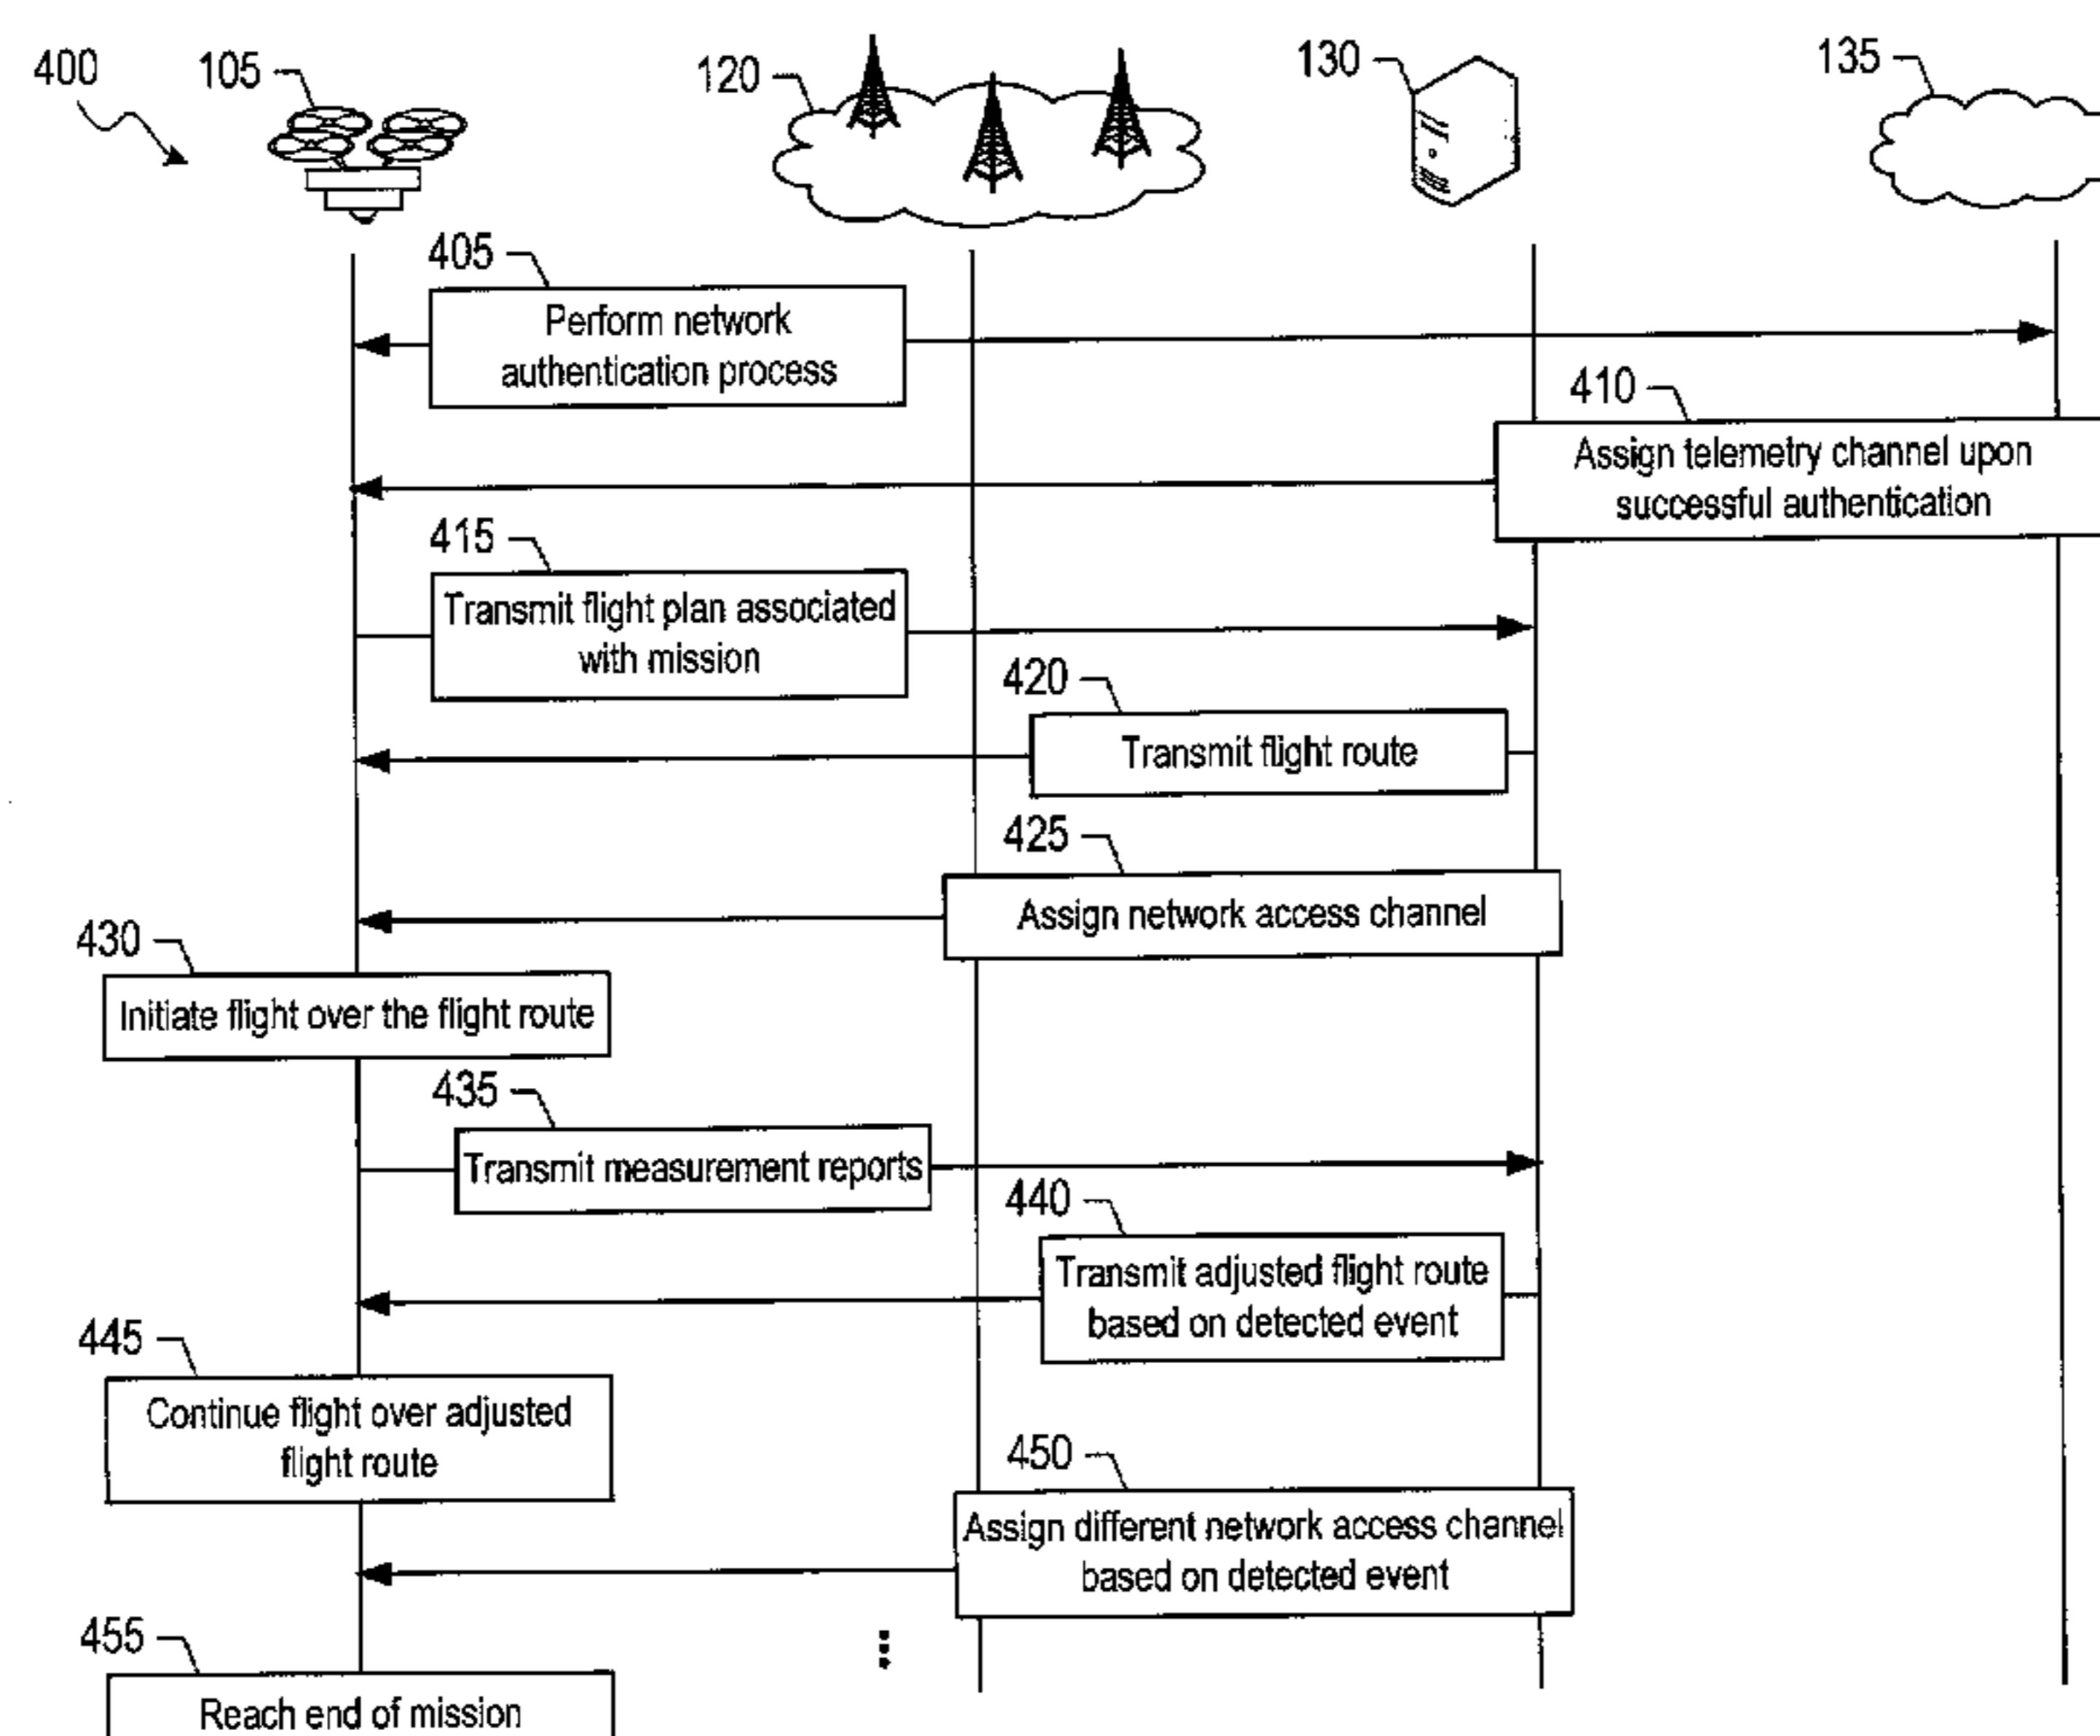 400
105
120
130
135
405
Perform network
authentication process
410
Assign telemetry channel upon
successful authentication
415
Transmit flight plan associated
with mission
420
Transmit flight route
425
Assign network access channel
430
Initiate flight over the flight route
435
Transmit measurement reports
440
Transmit adjusted flight route
based on detected event
445
Continue flight over adjusted
flight route
450
Assign different network access channel
based on detected event
455
Reach end of mission